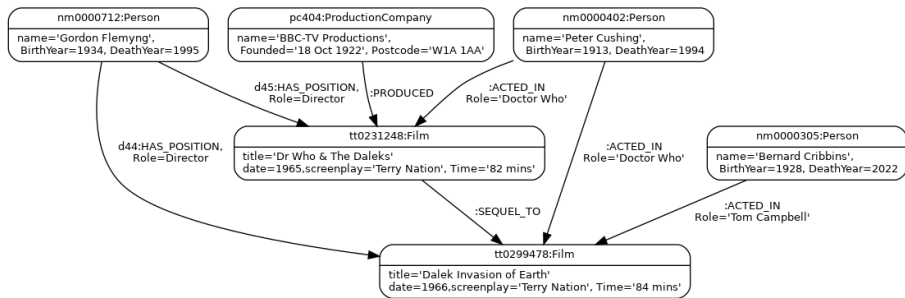 nm0000712:Person
name='Gordon Flemyng',
BirthYear=1934, DeathYear=1995
pc404:ProductionCompany
name='BBC-TV Productions',
Founded='18 Oct 1922', Postcode='W1A 1AA'
nm0000402:Person
name='Peter Cushing',
BirthYear=1913, DeathYear=1994
d45:HAS_POSITION,
Role=Director
:PRODUCED
:ACTED_IN
Role='Doctor Who'
tt0231248:Film
title='Dr Who & The Daleks'
date=1965,screenplay='Terry Nation', Time='82 mins'
nm0000305:Person
name='Bernard Cribbins',
BirthYear=1928, DeathYear=2022
d44:HAS_POSITION,
Role=Director
:ACTED_IN
Role='Doctor Who'
:SEQUEL_TO
:ACTED_IN
Role='Tom Campbell'
tt0299478:Film
title='Dalek Invasion of Earth'
date=1966,screenplay='Terry Nation', Time='84 mins'